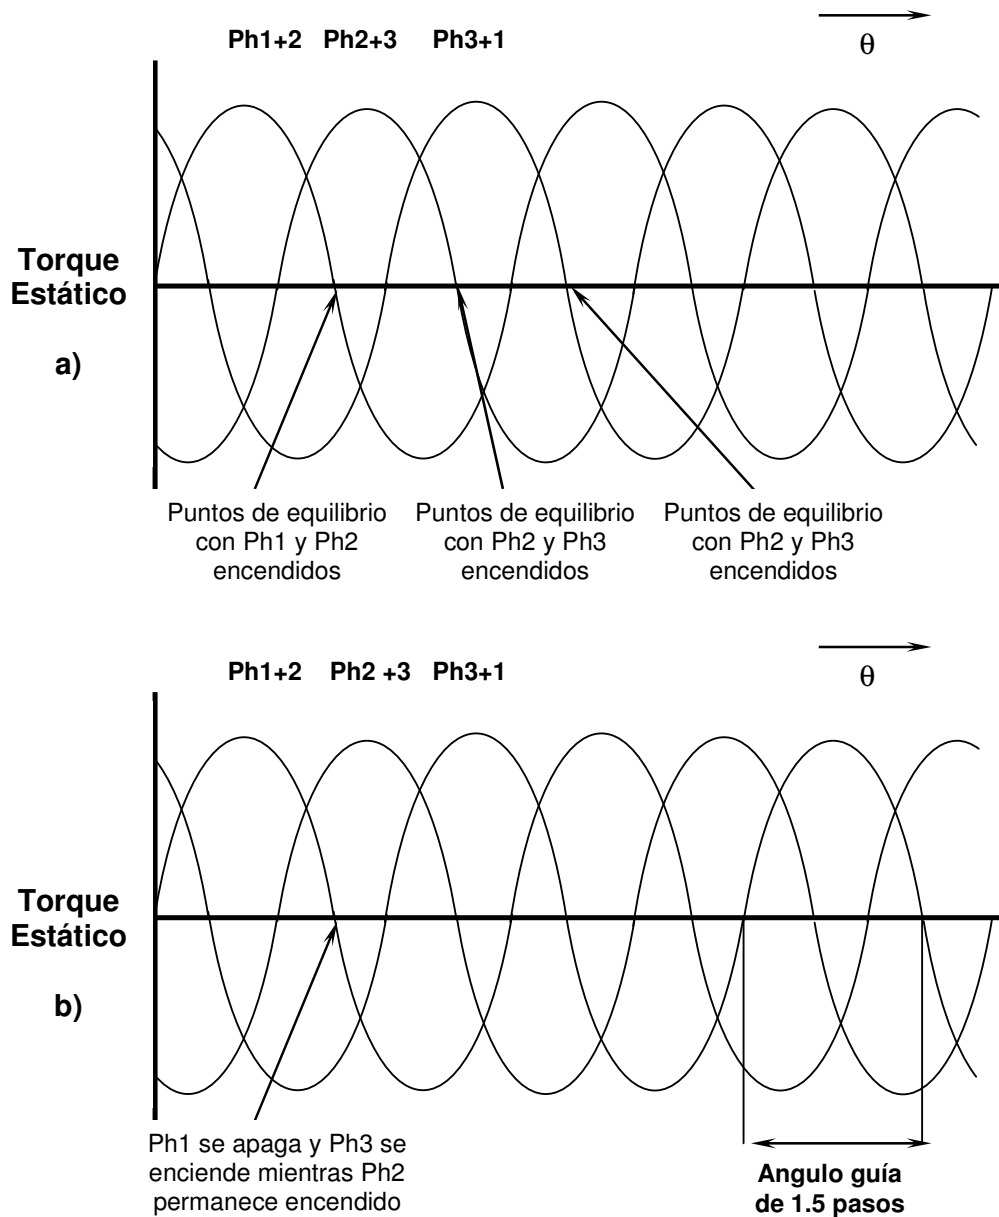 Ph1+2 Ph2+3 Ph3+1
θ
Torque
Estático
a)
Puntos de equilibrio
con Ph1 y Ph2
encendidos
Puntos de equilibrio
con Ph2 y Ph3
encendidos
Puntos de equilibrio
con Ph2 y Ph3
encendidos
Ph1+2 Ph2 +3 Ph3+1
θ
Torque
Estático
b)
Ph1 se apaga y Ph3 se
enciende mientras Ph2
permanece encendido
Angulo guía
de 1.5 pasos